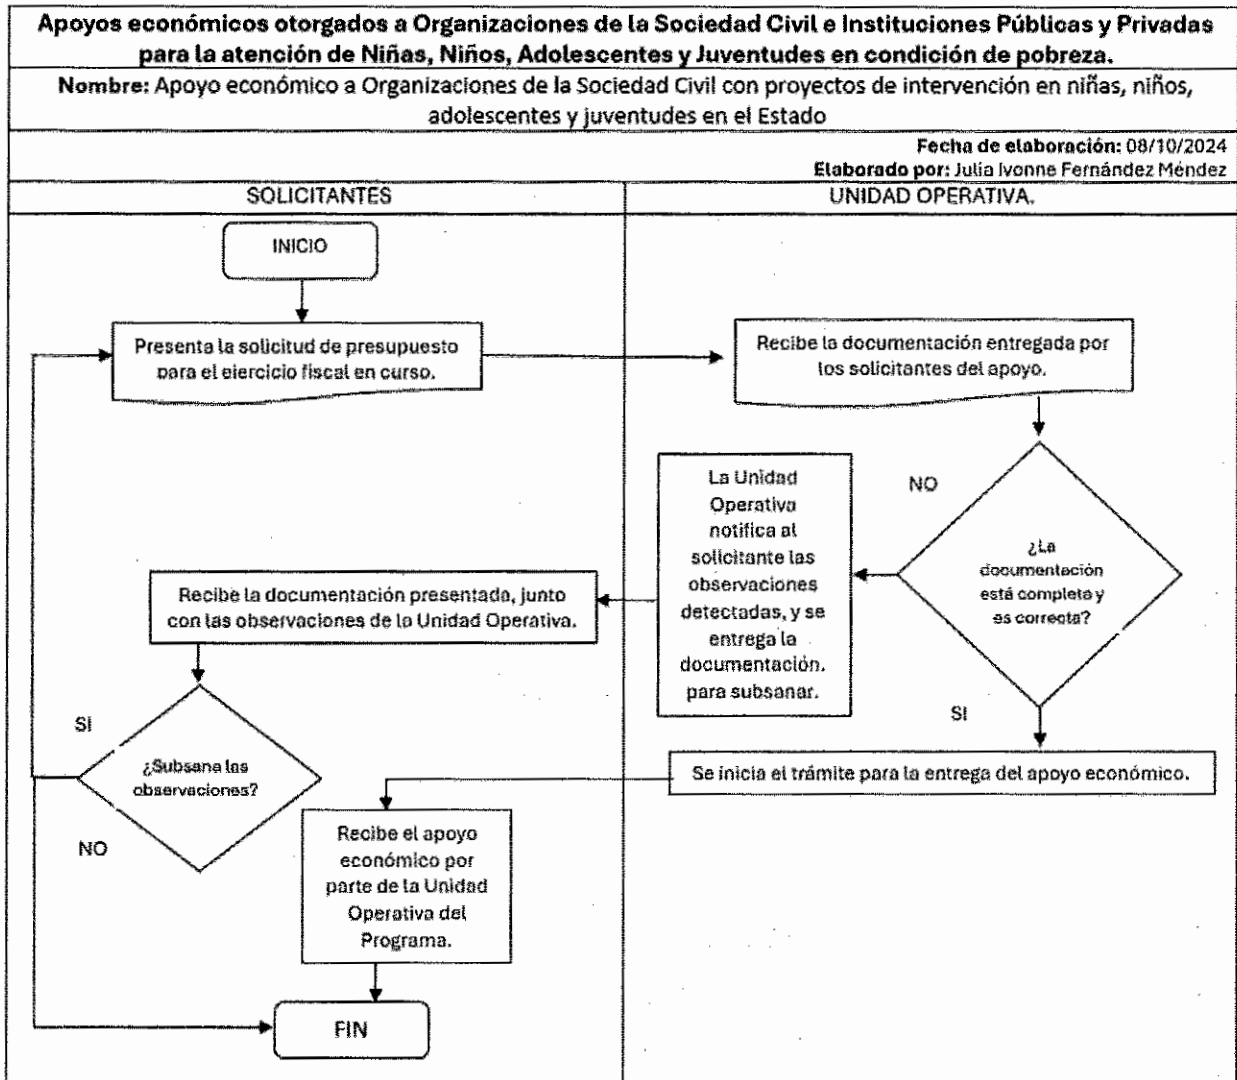 Apoyos económicos otorgados a Organizaciones de la Sociedad Civil e Instituciones Públicas y Privadas
para la atención de Niñas, Niños, Adolescentes y Juventudes en condición de pobreza.
Nombre: Apoyo económico a Organizaciones de la Sociedad Civil con proyectos de intervención en niñas, niños,
adolescentes y juventudes en el Estado
Fecha de elaboración: 08/10/2024
Elaborado por: Julia Ivonne Fernández Méndez
SOLICITANTES
UNIDAD OPERATIVA.
INICIO
Presenta la solicitud de presupuesto
para el ejercicio fiscal en curso.
Recibe la documentación entregada por
los solicitantes del apoyo.
NO
¿La
documentación
está completa y
es correcta?
SI
La Unidad
Operativa
notifica al
solicitante las
observaciones
detectadas, y se
entrega la
documentación.
para subsanar.
Recibe la documentación presentada, junto
con las observaciones de la Unidad Operativa.
SI
¿Subsana las
observaciones?
NO
Se inicia el trámite para la entrega del apoyo económico.
Recibe el apoyo
económico por
parte de la Unidad
Operativa del
Programa.
FIN